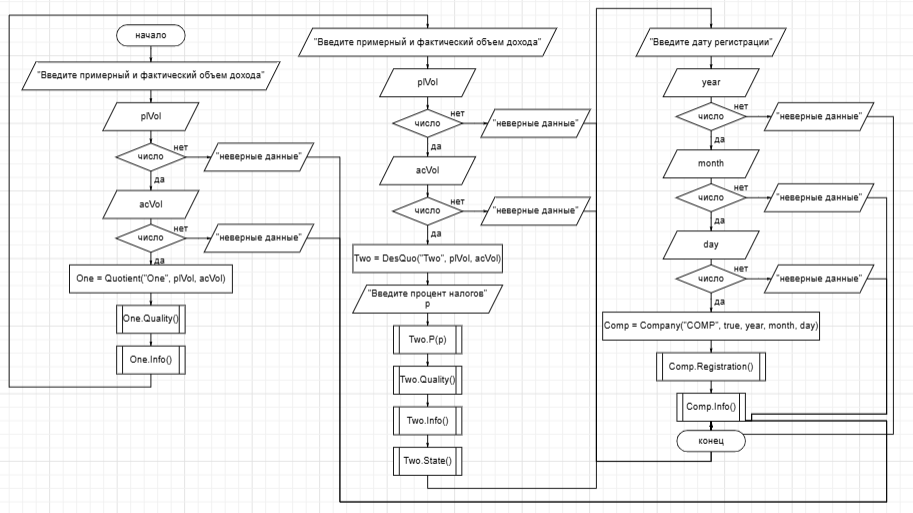 начало
"Введите примерный и фактический объем дохода"
plVol
число
нет
"неверные данные"
да
acVol
число
нет
"неверные данные"
да
One = Quotient("One", plVol, acVol)
One.Quality()
One.Info()
"Введите примерный и фактический объем дохода"
plVol
число
нет
"неверные данные"
да
acVol
число
нет
"неверные данные"
да
Two = DesQuo("Two", plVol, acVol)
"Введите процент налогов"
p
Two.P(p)
Two.Quality()
Two.Info()
Two.State()
"Введите дату регистрации"
year
число
нет
"неверные данные"
да
month
число
нет
"неверные данные"
да
day
число
нет
"неверные данные"
да
Comp = Company("COMP", true, year, month, day)
Comp.Registration()
Comp.Info()
конец